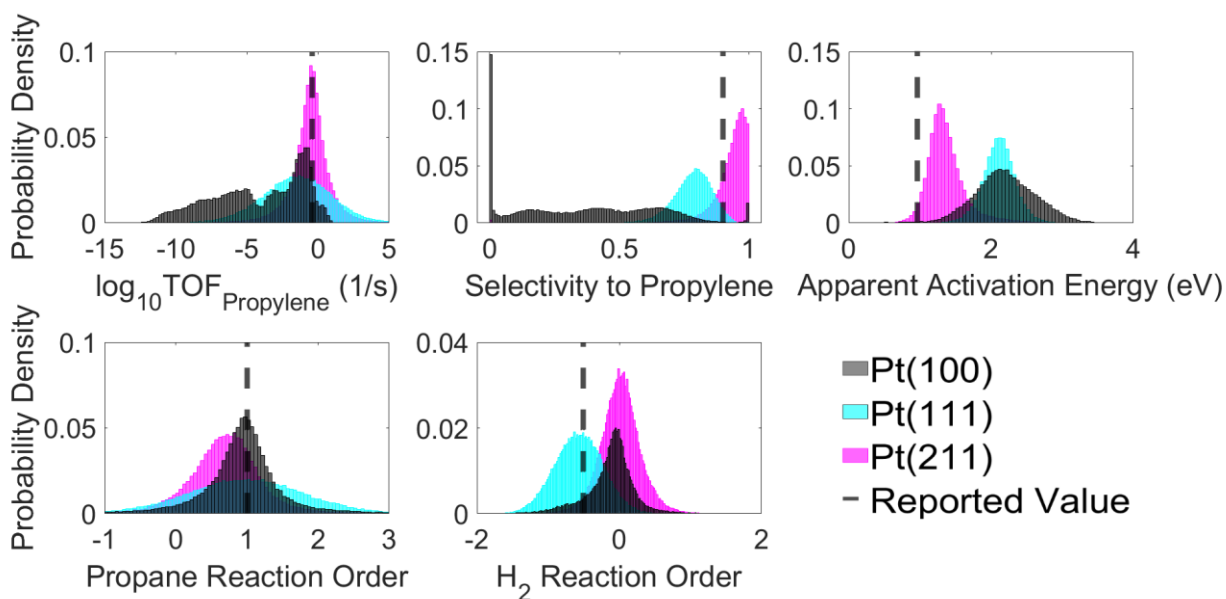 Probability Density
0.1
0.05
0
-15 -10 -5 0 5
log10TOFPropylene (1/s)
0.15
0.1
0.05
0
0 0.5 1
Selectivity to Propylene
0.15
0.1
0.05
0
0 2 4
Apparent Activation Energy (eV)
Probability Density
0.1
0.05
0
-1 0 1 2 3
Propane Reaction Order
0.04
0.02
0
-2 0 2
H2 Reaction Order
Pt(100)
Pt(111)
Pt(211)
Reported Value